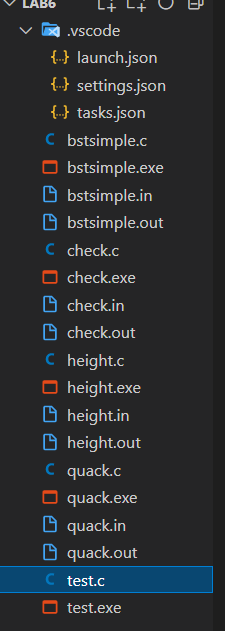 LAB6
.vscode
{..} launch.json
{..} settings.json
{..} tasks.json
C bstsimple.c
bstsimple.exe
bstsimple.in
bstsimple.out
C check.c
check.exe
check.in
check.out
C height.c
height.exe
height.in
height.out
C quack.c
quack.exe
quack.in
quack.out
C test.c
test.exe